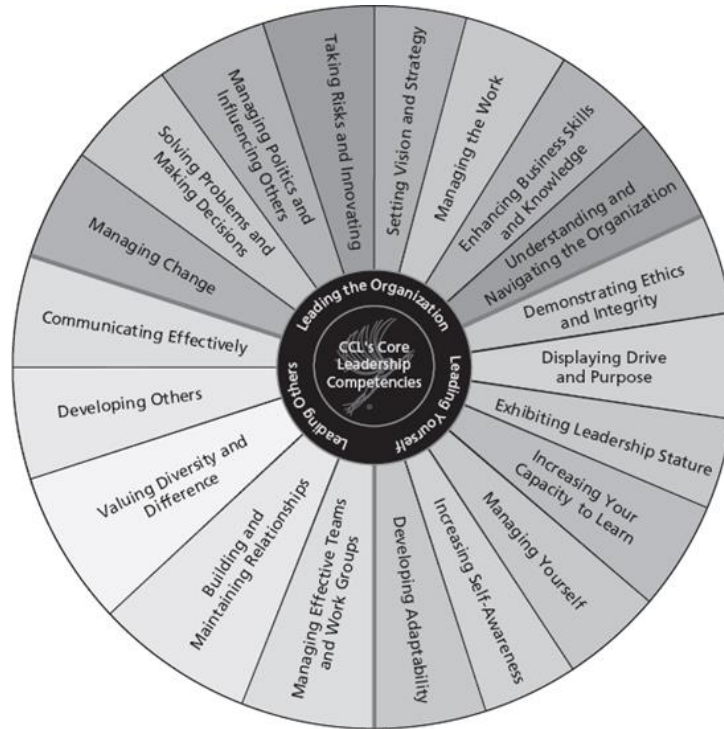 Setting Vision and Strategy
Managing the Work
Enhancing Business Skills
and Knowledge
Understanding and
Navigating the Organization
Demonstrating Ethics
and Integrity
Displaying Drive
and Purpose
Exhibiting Leadership Stature
Increasing Your
Capacity to Learn
Managing Yourself
Increasing Self-Awareness
Developing Adaptability
Managing Effective Teams
and Work Groups
Building and
Maintaining Relationships
Valuing Diversity and
Difference
Developing Others
Communicating Effectively
Managing Change
Solving Problems and
Making Decisions
Managing Politics and
Influencing Others
Taking Risks and Innovating
Leading the Organization
Leading Yourself
Leading Others
CCL's Core
Leadership
Competencies